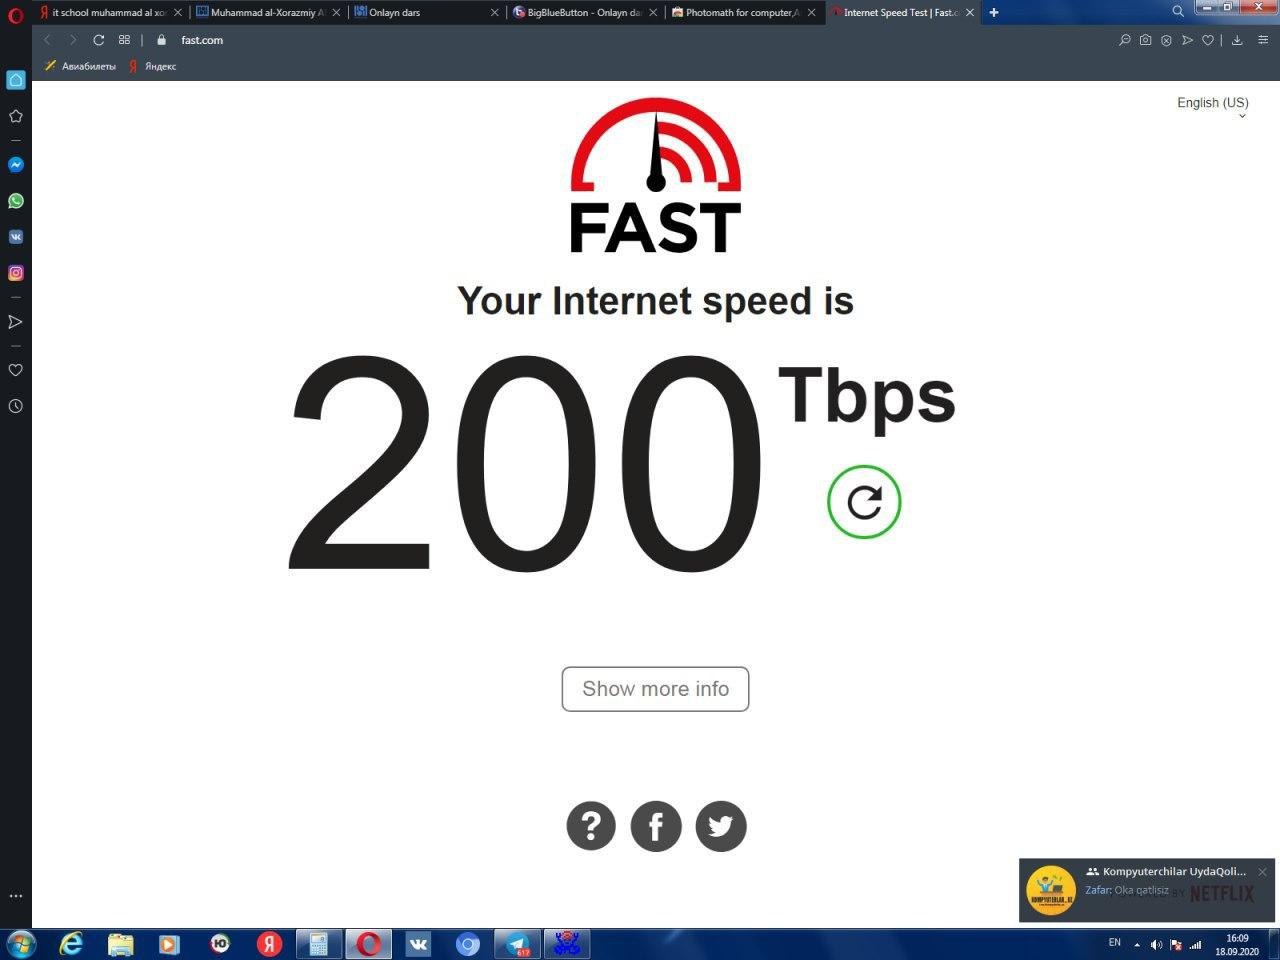 it school muhammad al xo
Muhammad al-Xorazmiy A
Onlayn dars
BigBlueButton - Onlayn da
Photomath for computer,A
Internet Speed Test | Fast.c
fast.com
Авиабилеты
Яндекс
English (US)
FAST
Your Internet speed is
200 Tbps
Show more info
Kompyuterchilar UydaQoli...
Zafar: Oka qatlisiz
POWERED BY NETFLIX
617
EN
16:09
18.09.2020